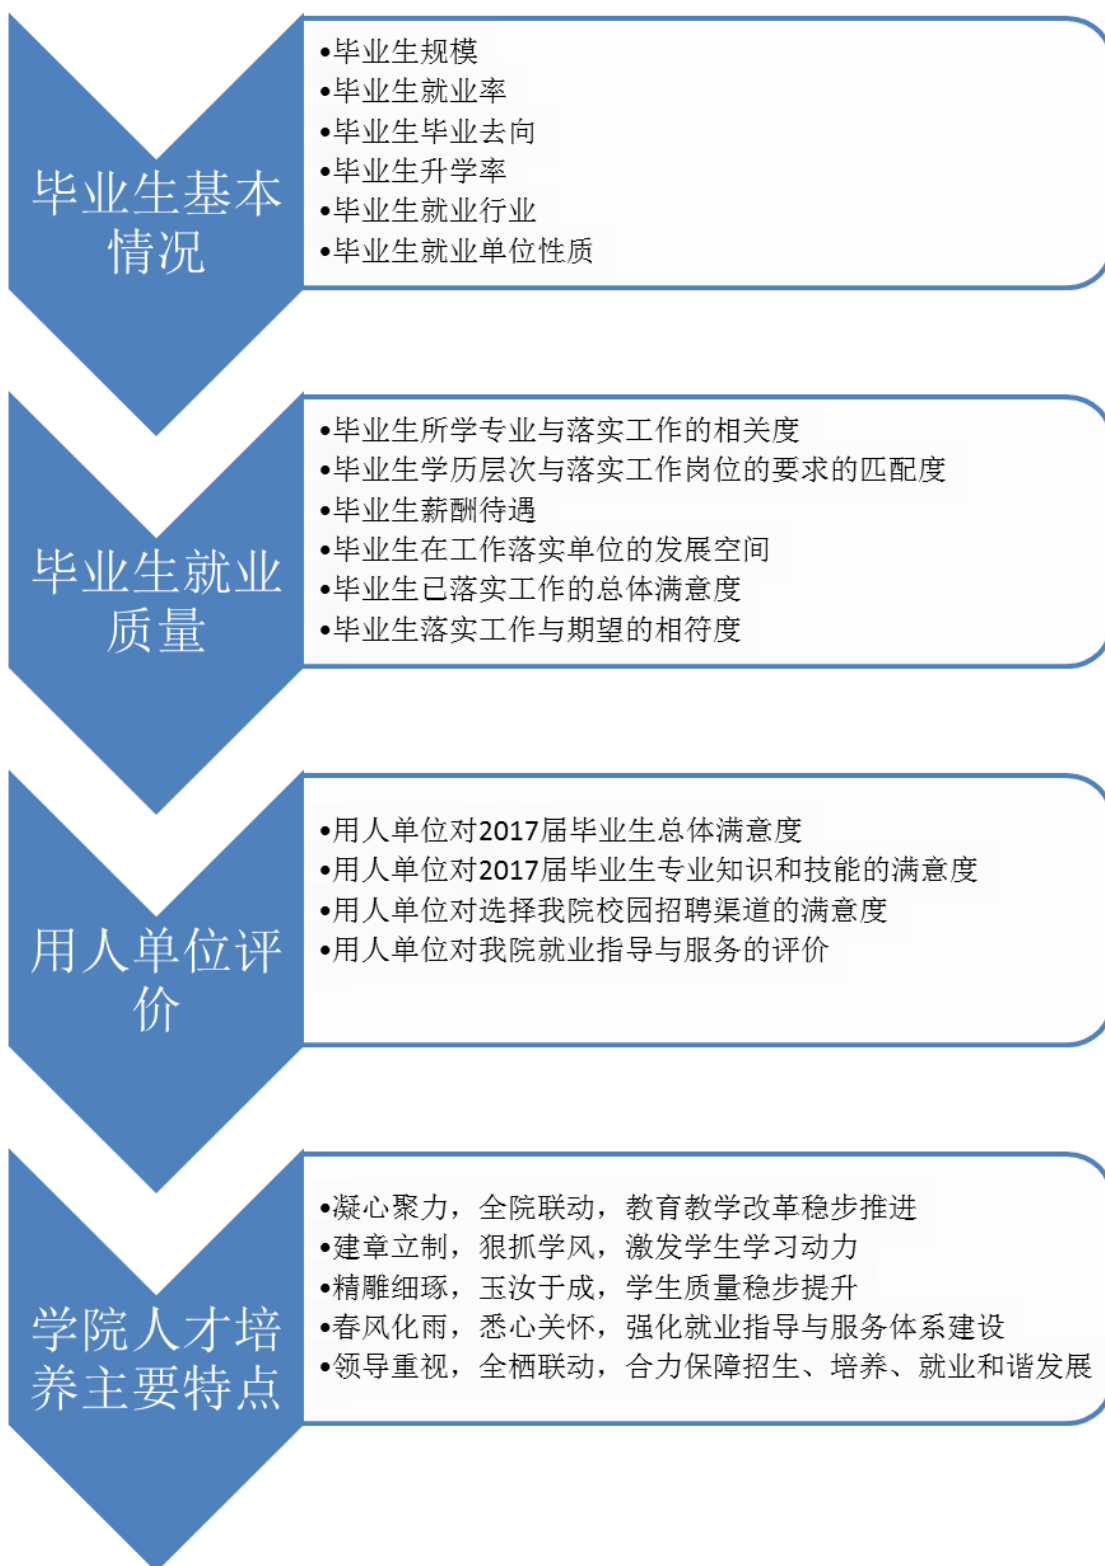 毕业生基本
情况
•毕业生规模
•毕业生就业率
•毕业生毕业去向
•毕业生升学率
•毕业生就业行业
•毕业生就业单位性质
毕业生就业
质量
•毕业生所学专业与落实工作的相关度
•毕业生学历层次与落实工作岗位的要求的匹配度
•毕业生薪酬待遇
•毕业生在工作落实单位的发展空间
•毕业生已落实工作的总体满意度
•毕业生落实工作与期望的相符度
用人单位评
价
•用人单位对2017届毕业生总体满意度
•用人单位对2017届毕业生专业知识和技能的满意度
•用人单位对选择我院校园招聘渠道的满意度
•用人单位对我院就业指导与服务的评价
学院人才培
养主要特点
•凝心聚力，全院联动，教育教学改革稳步推进
•建章立制，狠抓学风，激发学生学习动力
•精雕细琢，玉汝于成，学生质量稳步提升
•春风化雨，悉心关怀，强化就业指导与服务体系建设
•领导重视，全栖联动，合力保障招生、培养、就业和谐发展